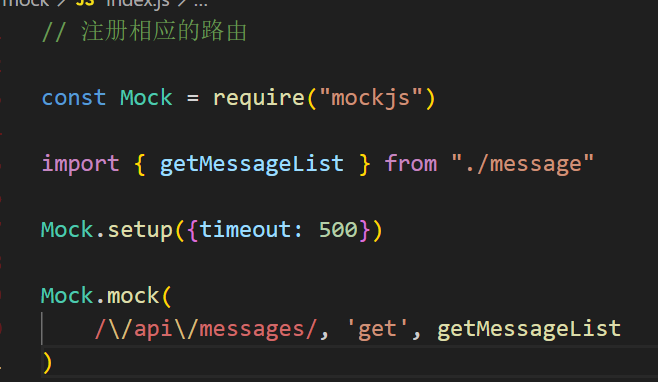 mock > JS index.js > ...
// 注册相应的路由
const Mock = require("mockjs")
import { getMessageList } from "./message"
Mock.setup({timeout: 500})
Mock.mock(
/\/api\/messages/, 'get', getMessageList
)